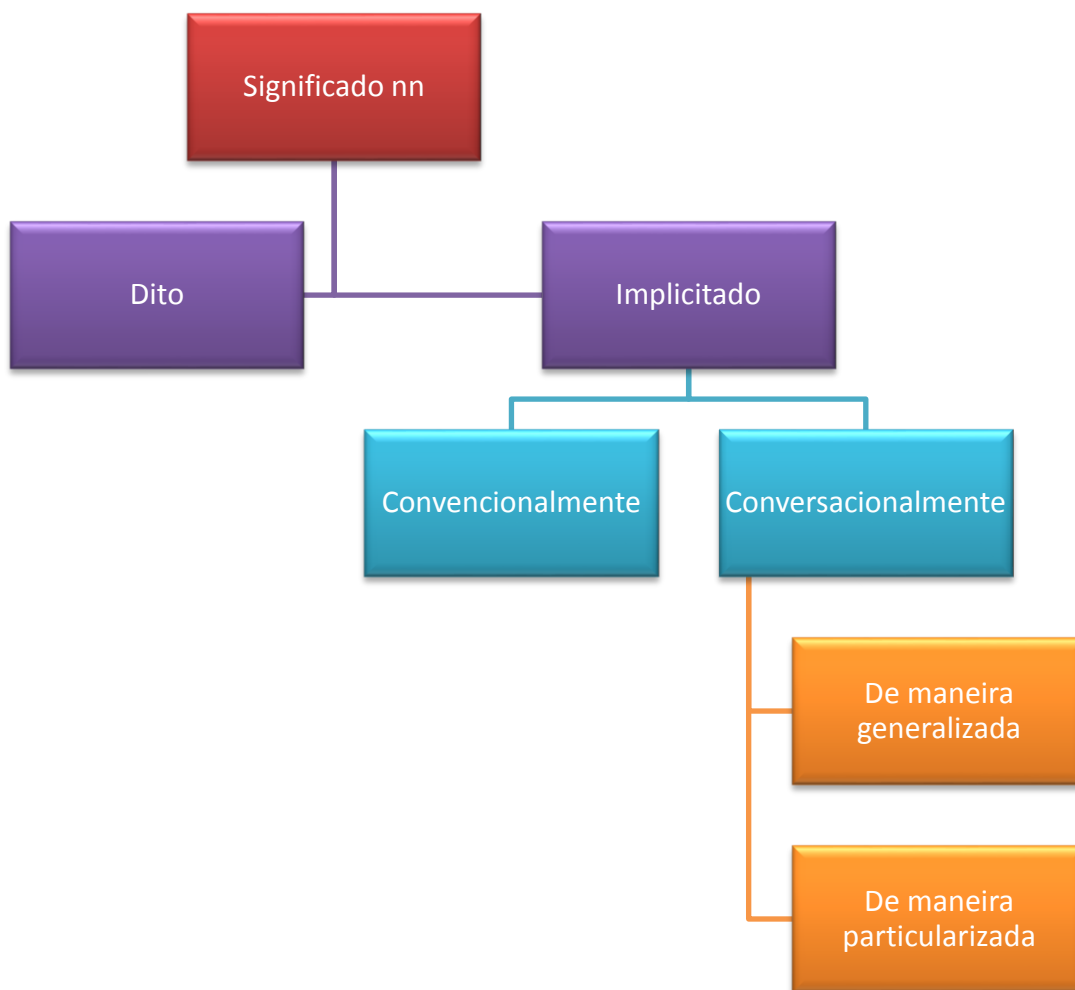 Significado nn
Dito
Implicitado
Convencionalmente
Conversacionalmente
De maneira
generalizada
De maneira
particularizada